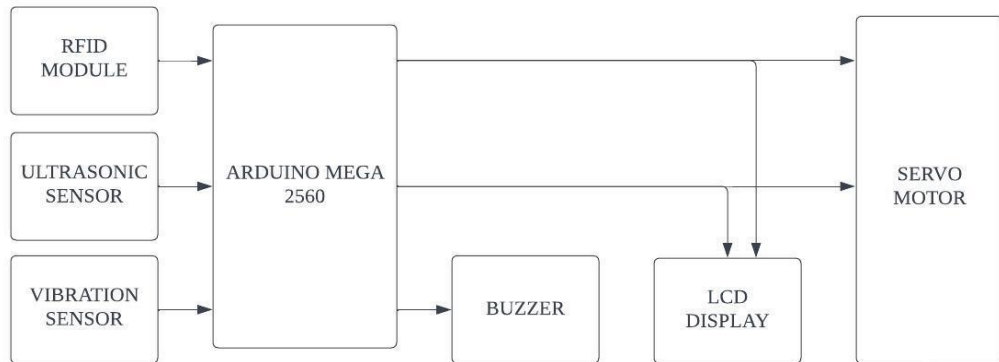 RFID
MODULE
ULTRASONIC
SENSOR
VIBRATION
SENSOR
ARDUINO MEGA
2560
BUZZER
LCD
DISPLAY
SERVO
MOTOR